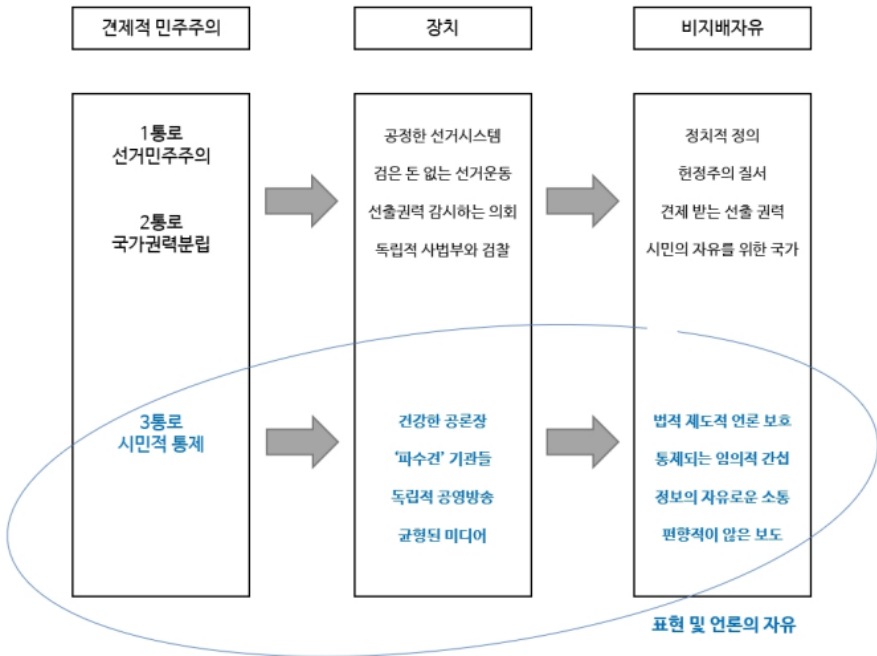 견제적 민주주의
장치
비지배자유
1통로
선거민주주의
2통로
국가권력분립
공정한 선거시스템
검은 돈 없는 선거운동
선출권력 감시하는 의회
독립적 사법부와 검찰
정치적 정의
헌정주의 질서
견제 받는 선출 권력
시민의 자유를 위한 국가
3통로
시민적 통제
건강한 공론장
‘파수견’ 기관들
독립적 공영방송
균형된 미디어
법적 제도적 언론 보호
통제되는 임의적 간섭
정보의 자유로운 소통
편향적이 않은 보도
표현 및 언론의 자유